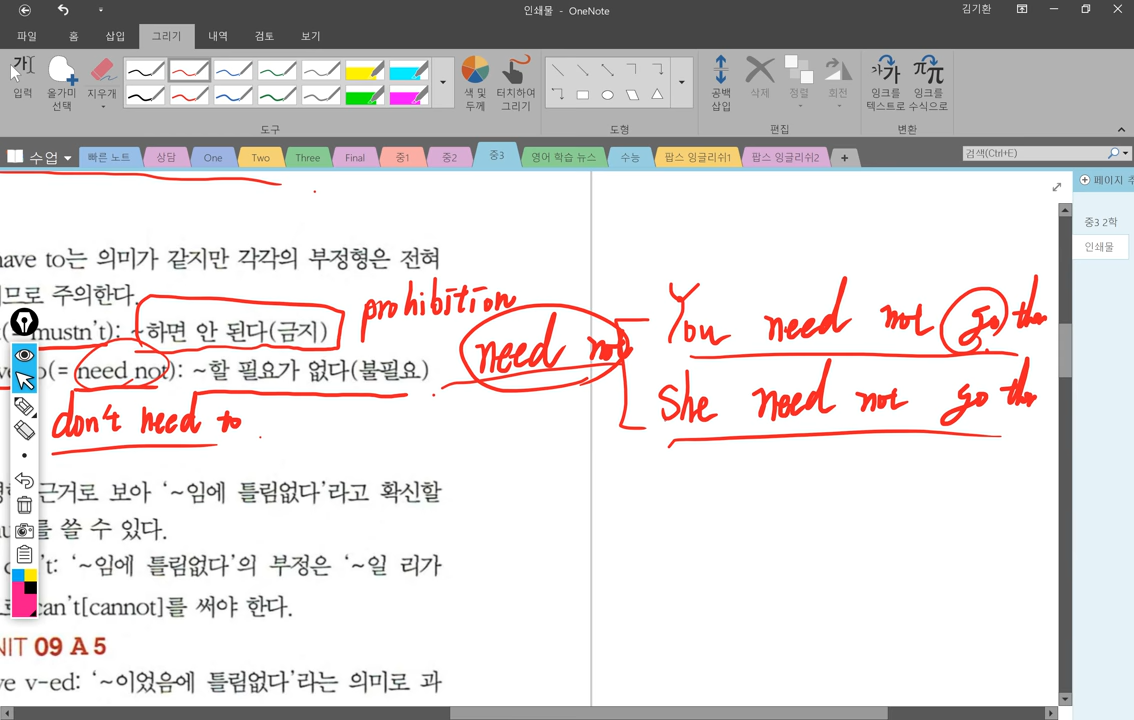 인쇄물 - OneNote
김기환
파일 홈 삽입 그리기 내역 검토 보기
입력 올가미 선택 지우개 색 및 두께 터치하여 그리기 공백 삽입 삭제 정렬 회전 잉크를 텍스트로 잉크를 수식으로
도구 도형 편집 변환
수업 빠른 노트 상담 One Two Three Final 중1 중2 중3 영어 학습 뉴스 수능 팝스 잉글리쉬1 팝스 잉글리쉬2 + 검색(Ctrl+E)
페이지 추
중3 2학
인쇄물
have to는 의미가 같지만 각각의 부정형은 전혀
므로 주의한다.
prohibition
mustn't): ~하면 안 된다(금지)
You need not go
need not
(= need not): ~할 필요가 없다(불필요)
She need not go
don't need to
근거로 보아 '~임에 틀림없다'라고 확신할
를 쓸 수 있다.
't: '~임에 틀림없다'의 부정은 '~일 리가
can't[cannot]를 써야 한다.
NIT 09 A 5
ve v-ed: '~이었음에 틀림없다'라는 의미로 과